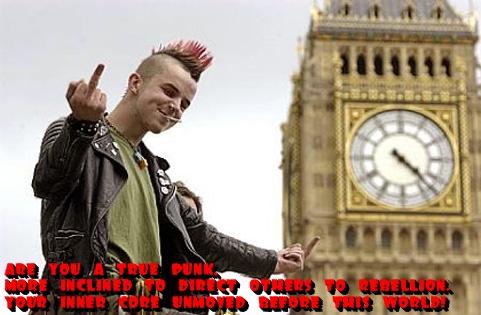 ARE YOU A TRUE PUNK.
MORE INCLINED TO DIRECT OTHERS TO REBELLION.
YOUR INNER CORE UNMOVED BEFORE THIS WORLD!